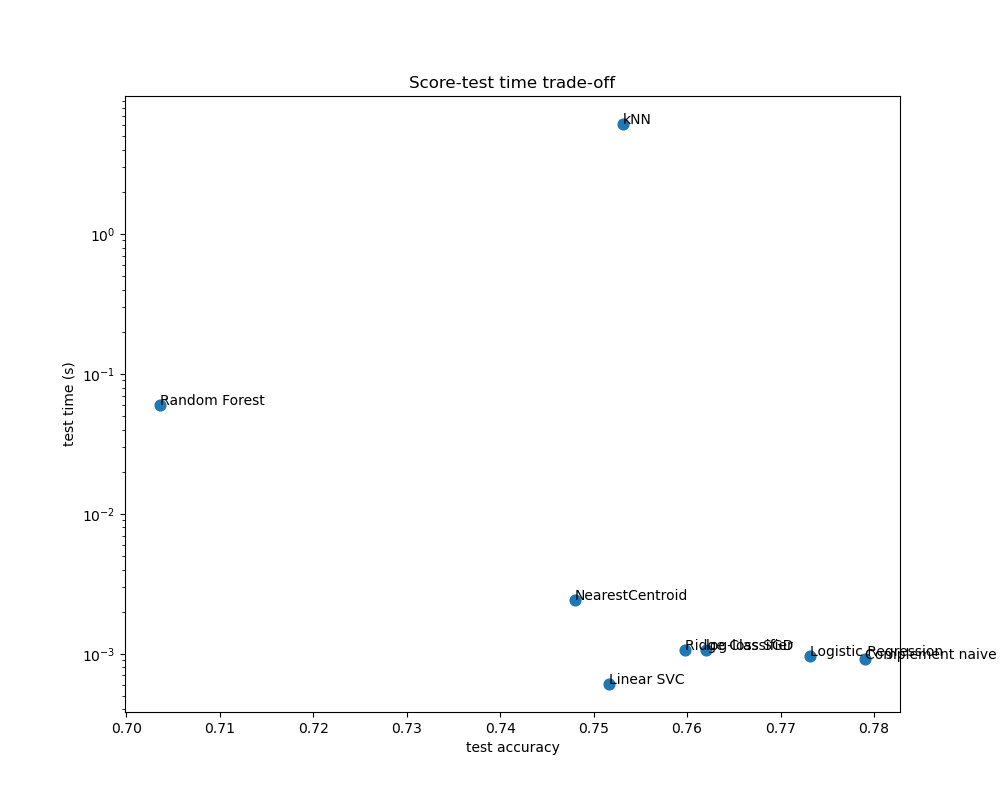 Score-test time trade-off
kNN
Random Forest
NearestCentroid
Ridge Classifier
log-loss SGD
Logistic Regression
Complement naive
Linear SVC
10⁰
10⁻¹
10⁻²
10⁻³
test time (s)
0.70 0.71 0.72 0.73 0.74 0.75 0.76 0.77 0.78
test accuracy